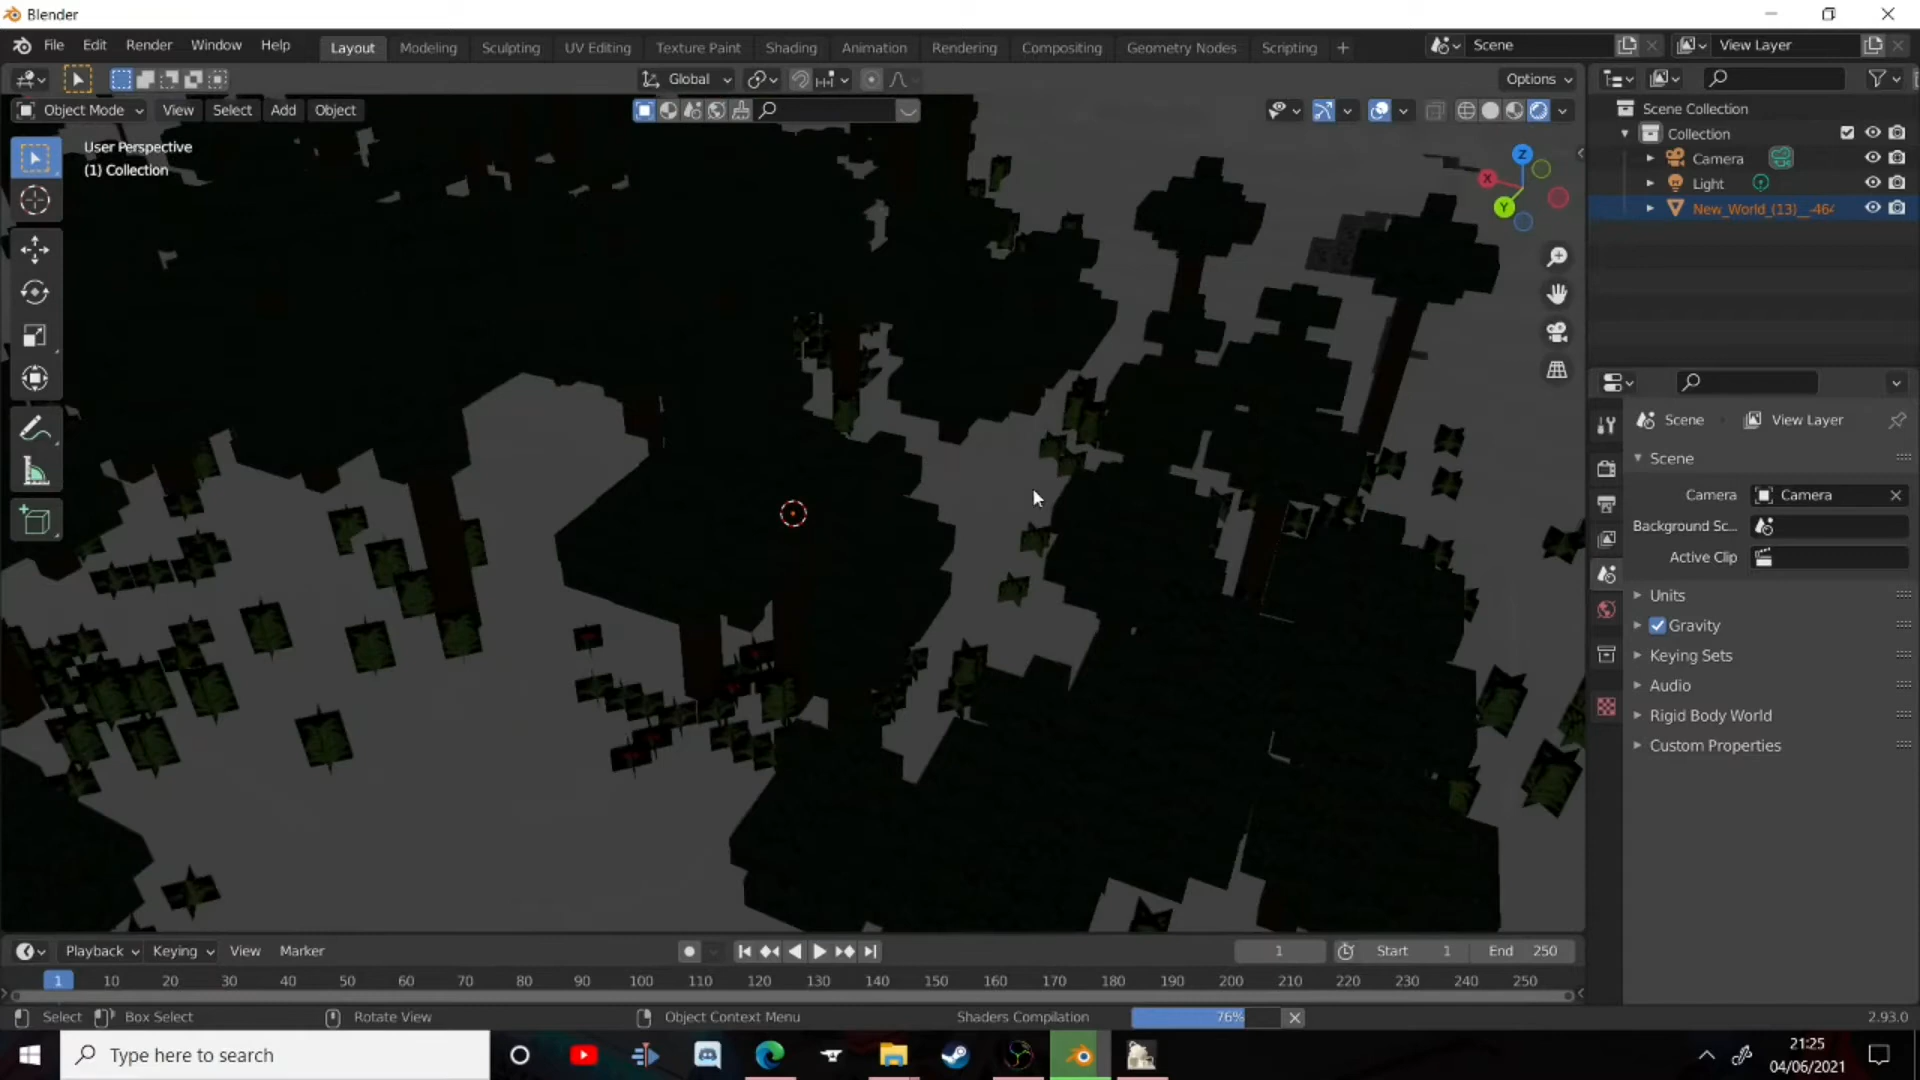 Blender
File Edit Render Window Help Layout Modeling Sculpting UV Editing Texture Paint Shading Animation Rendering Compositing Geometry Nodes Scripting + Scene View Layer
Global Options
Object Mode View Select Add Object
User Perspective
(1) Collection
Z
X
Y
Scene Collection
Collection
Camera
Light
New_World_(13)__-464
Scene View Layer
Scene
Camera Camera
Background Sc...
Active Clip
Units
Gravity
Keying Sets
Audio
Rigid Body World
Custom Properties
Playback Keying View Marker 1 Start 1 End 250
1 10 20 30 40 50 60 70 80 90 100 110 120 130 140 150 160 170 180 190 200 210 220 230 240 250
Select Box Select Rotate View Object Context Menu Shaders Compilation 76% 2.93.0
Type here to search
21:25
04/06/2021